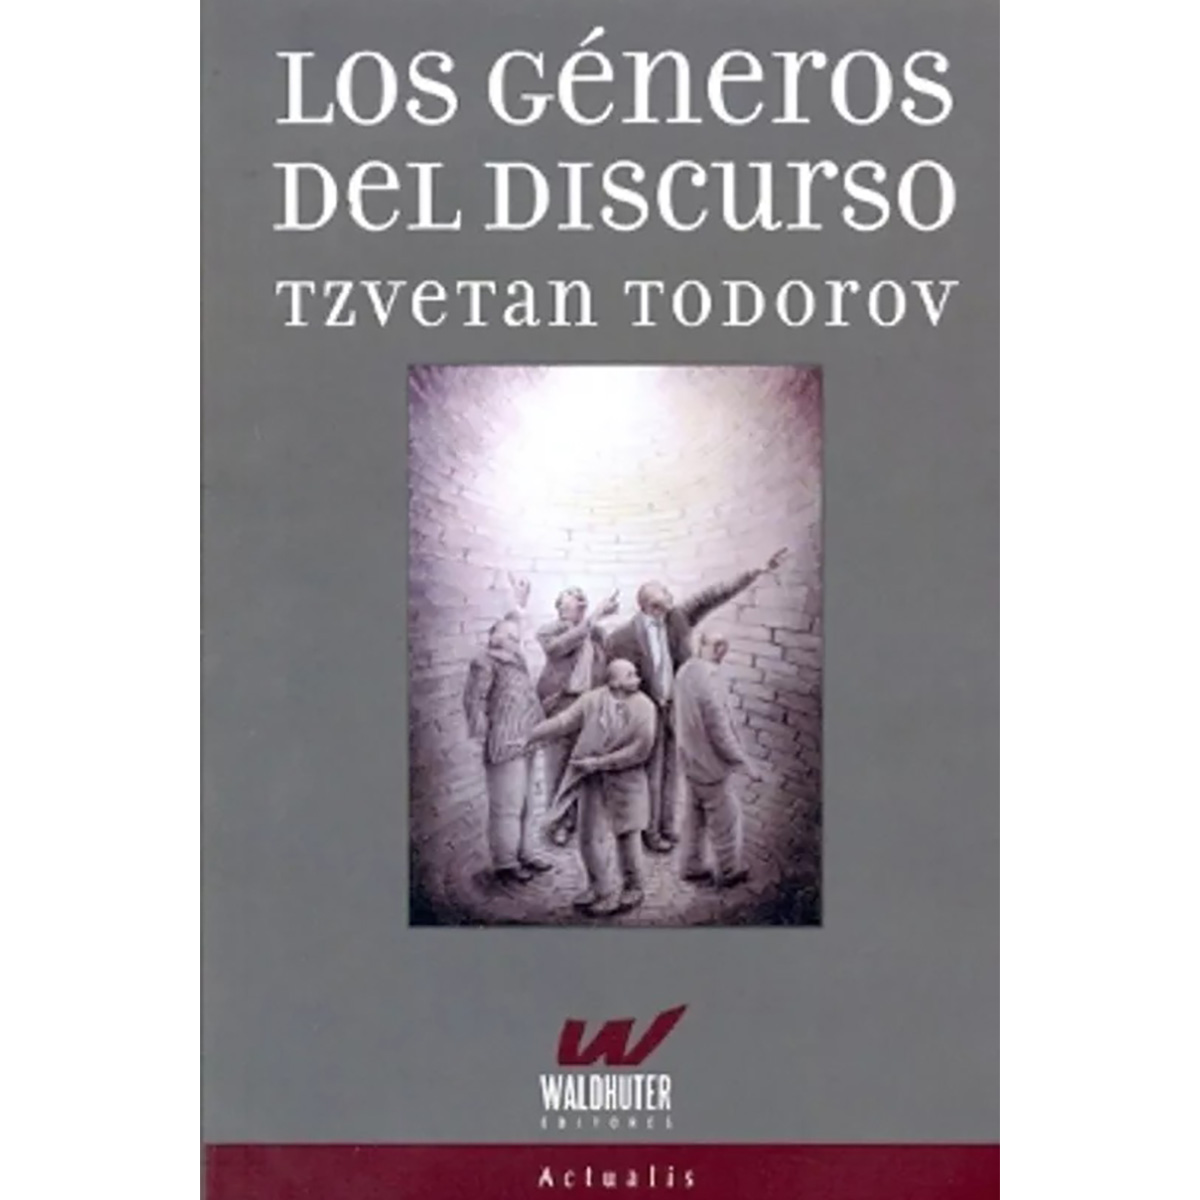 Los Géneros
del Discurso
Tzvetan Todorov
WALDHUTER
EDITORES
Actualis